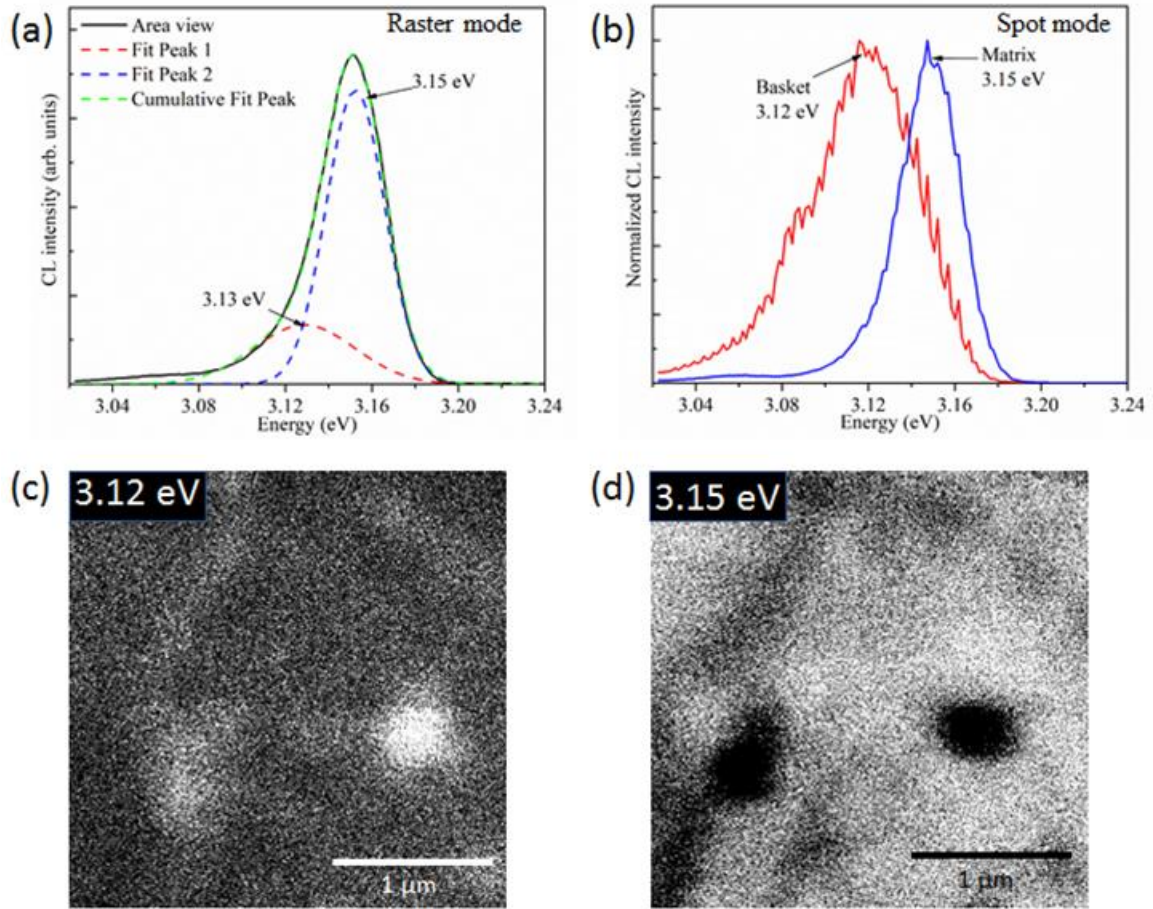 (a)
Area view
Fit Peak 1
Fit Peak 2
Cumulative Fit Peak
Raster mode
3.15 eV
3.13 eV
CL intensity (arb. units)
3.04
3.08
3.12
3.16
3.20
3.24
Energy (eV)
(b)
Spot mode
Basket
3.12 eV
Matrix
3.15 eV
Normalized CL intensity
3.04
3.08
3.12
3.16
3.20
3.24
Energy (eV)
(c)
3.12 eV
1 μm
(d)
3.15 eV
1 μm